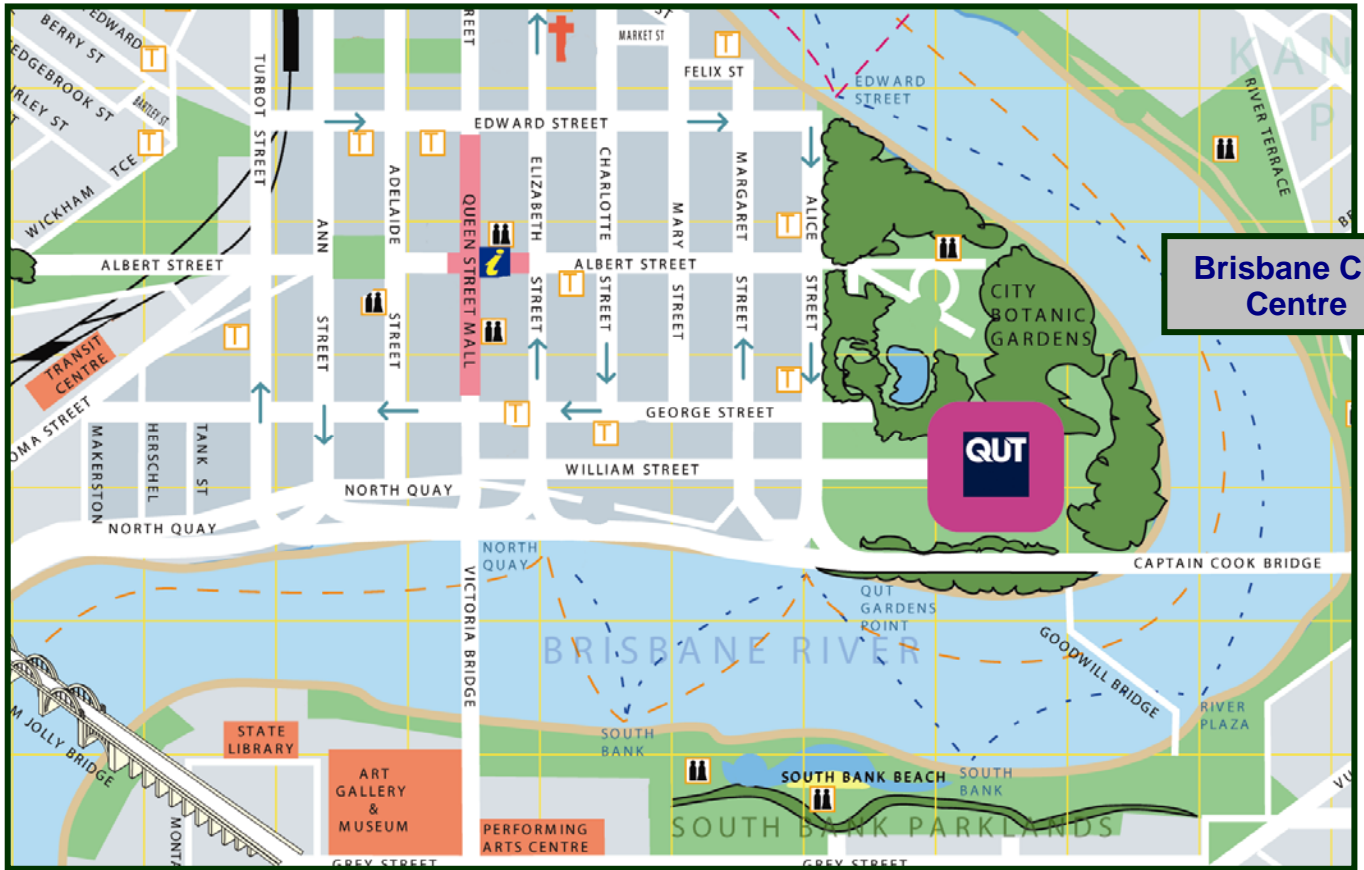 EDWARD
BERRY ST
EDGEBROOK ST
BARTLEY ST
WICKHAM TCE
TURBOT STREET
MARKET ST
FELIX ST
EDWARD
STREET
RIVER TERRACE
T
T
T
T
T
EDWARD STREET
ANN STREET
ADELAIDE STREET
QUEEN STREET MALL
ELIZABETH STREET
CHARLOTTE STREET
MARY STREET
MARGARET STREET
ALICE STREET
T
ALBERT STREET
i
ALBERT STREET
T
T
T
CITY
BOTANIC
GARDENS
Brisbane C
Centre
TRANSIT
CENTRE
OMA STREET
MAKERSTON
HERSCHEL
TANK ST
T
T
GEORGE STREET
WILLIAM STREET
QUT
NORTH QUAY
NORTH QUAY
NORTH
QUAY
VICTORIA BRIDGE
CAPTAIN COOK BRIDGE
QUT
GARDENS
POINT
BRISBANE RIVER
GOODWILL BRIDGE
RIVER
PLAZA
M JOLLY BRIDGE
STATE
LIBRARY
ART
GALLERY
&
MUSEUM
SOUTH
BANK
SOUTH BANK BEACH
SOUTH
BANK
PERFORMING
ARTS CENTRE
SOUTH BANK PARKLANDS
GREY STREET
GREY STREET